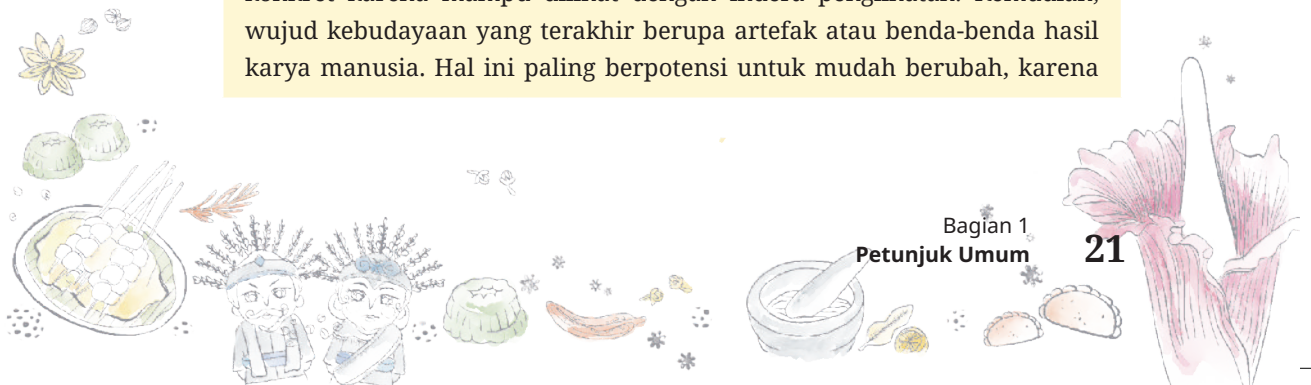 wujud kebudayaan yang terakhir berupa artefak atau benda-benda hasil
karya manusia. Hal ini paling berpotensi untuk mudah berubah, karena
Bagian 1
Petunjuk Umum
21